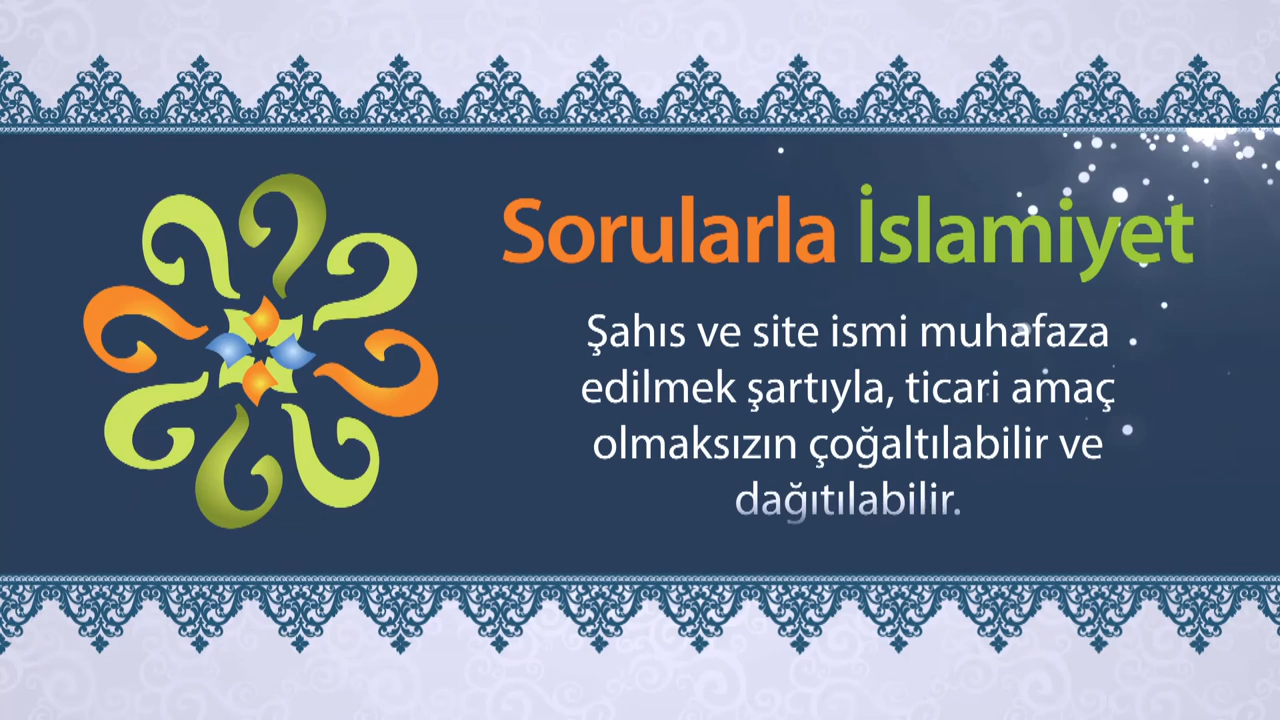 Sorularla İslamiyet
Şahıs ve site ismi muhafaza
edilmek şartıyla, ticari amaç
olmaksızın çoğaltılabilir ve
dağıtılabilir.